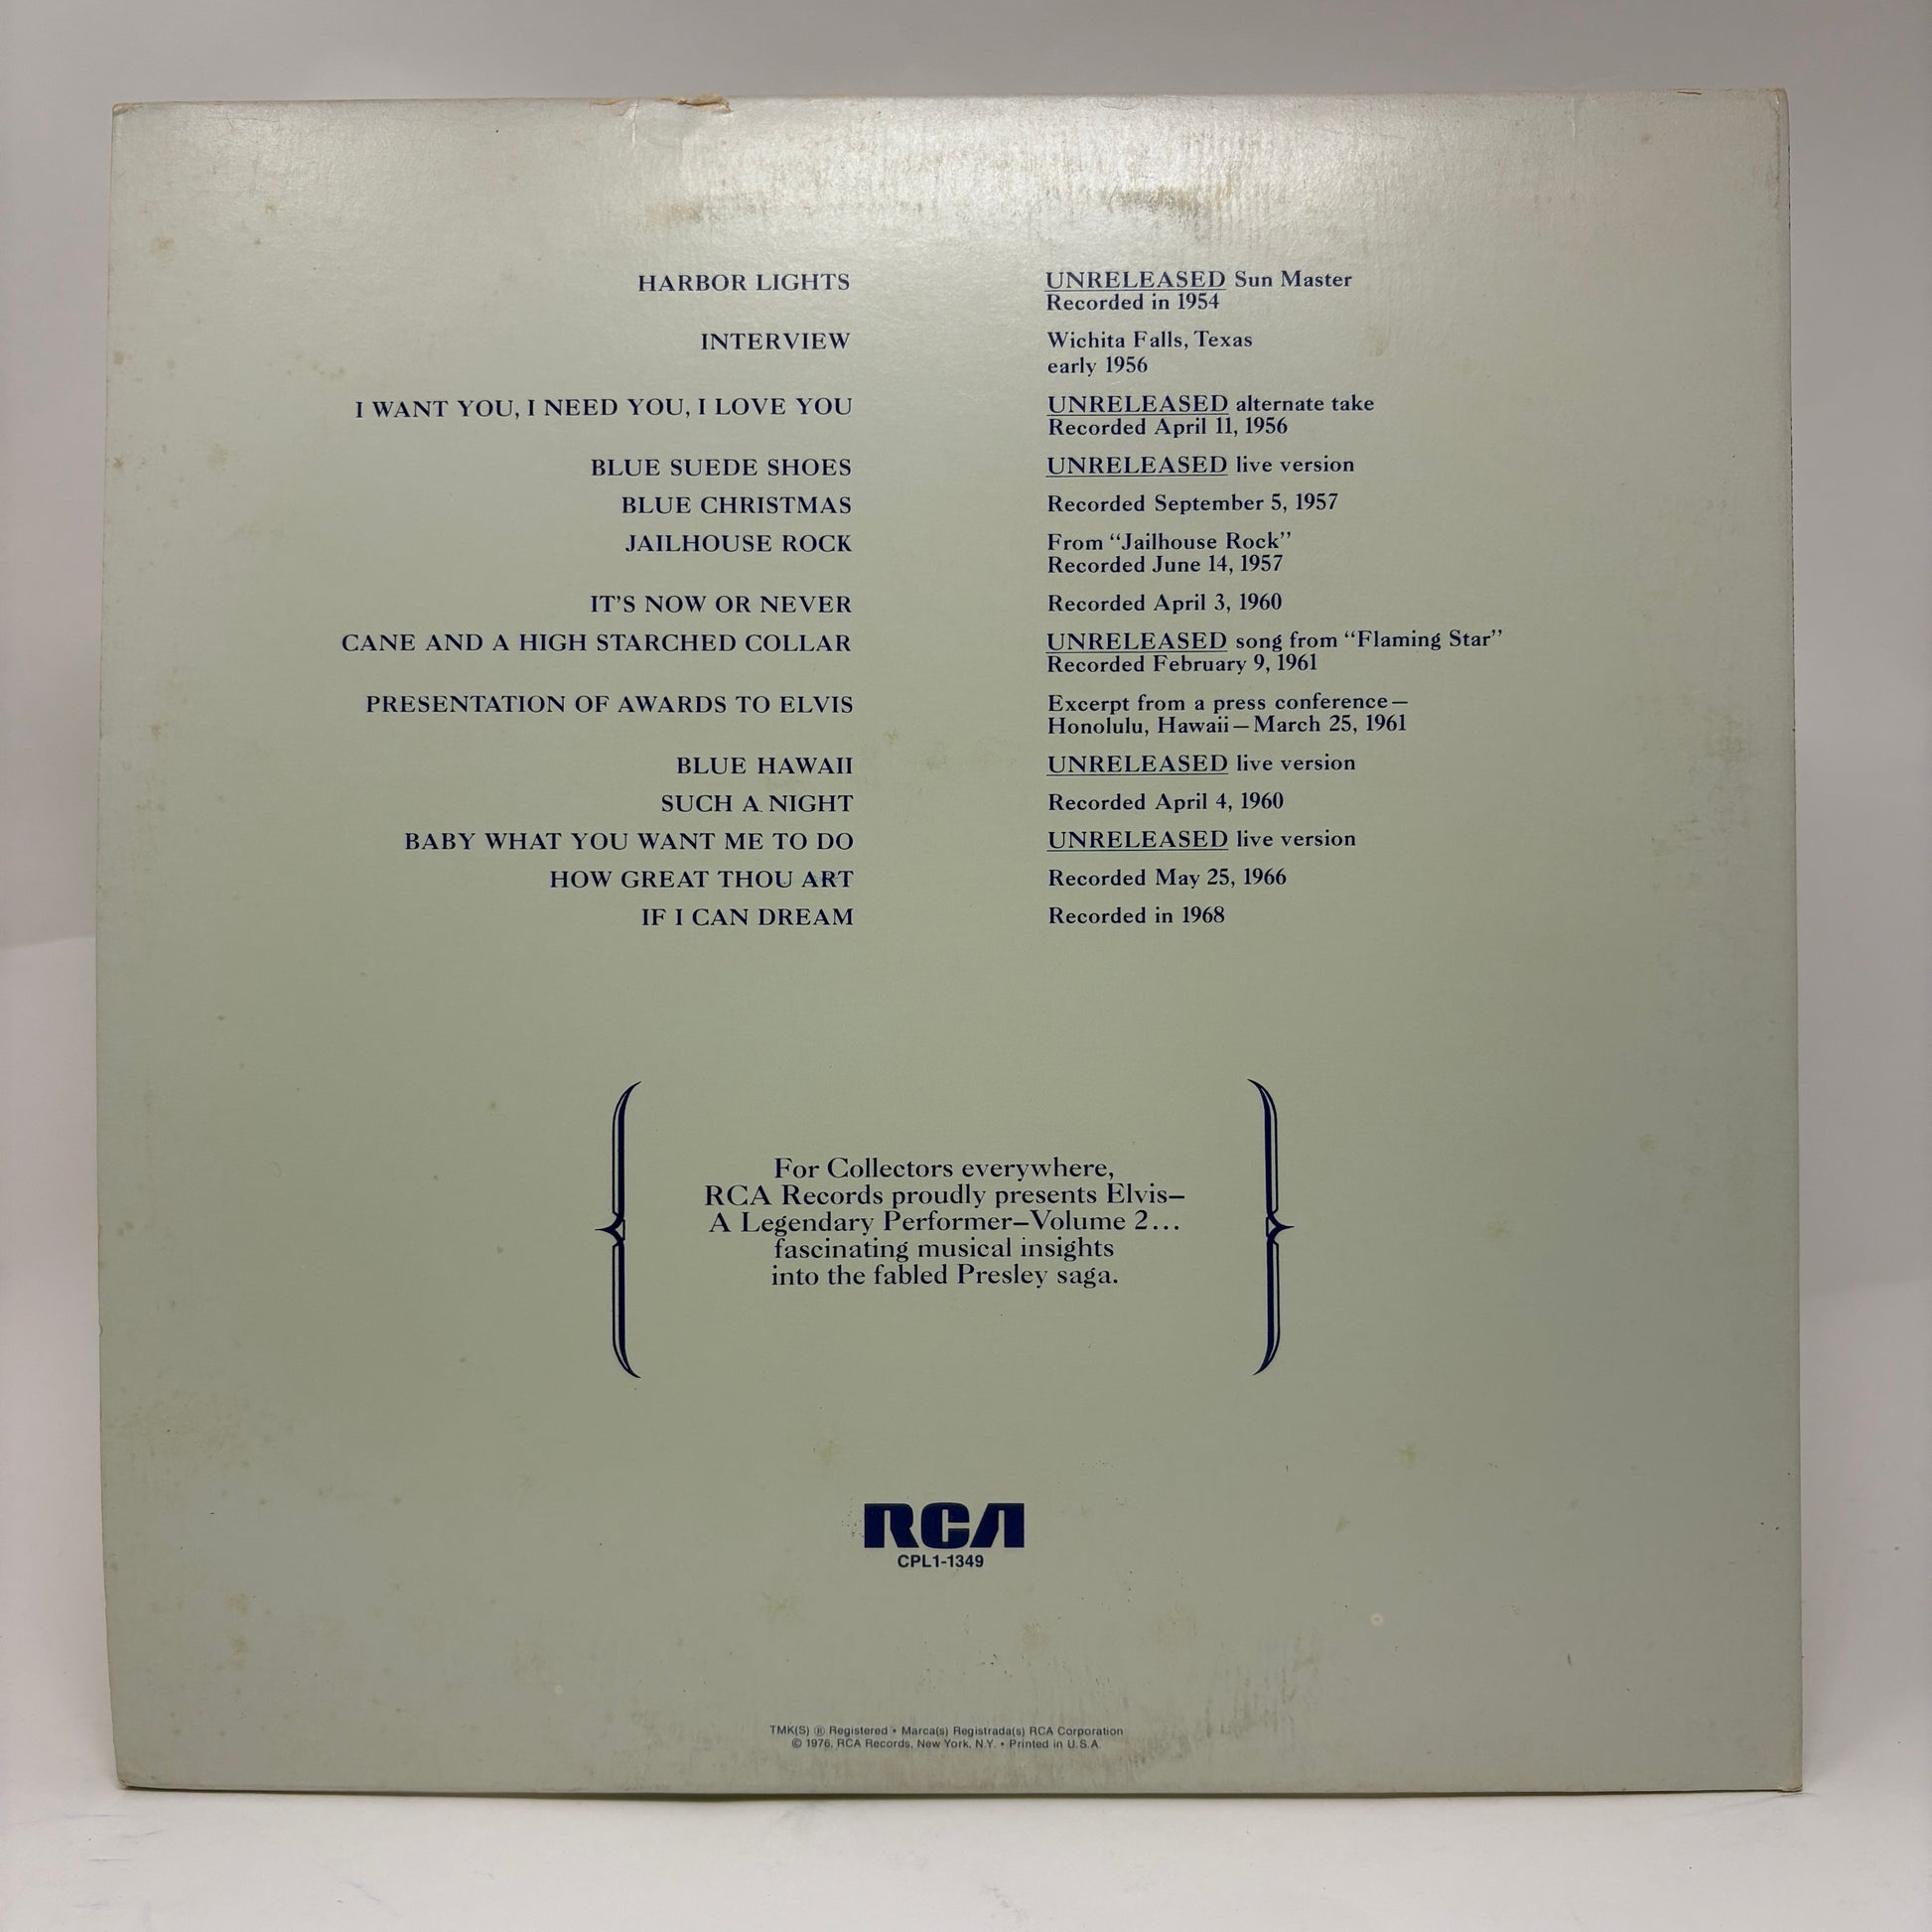 HARBOR LIGHTS UNRELEASED Sun Master
Recorded in 1954
INTERVIEW Wichita Falls, Texas
early 1956
I WANT YOU, I NEED YOU, I LOVE YOU UNRELEASED alternate take
Recorded April 11, 1956
BLUE SUEDE SHOES UNRELEASED live version
BLUE CHRISTMAS Recorded September 5, 1957
JAILHOUSE ROCK From “Jailhouse Rock”
Recorded June 14, 1957
IT'S NOW OR NEVER Recorded April 3, 1960
CANE AND A HIGH STARCHED COLLAR UNRELEASED song from “Flaming Star”
Recorded February 9, 1961
PRESENTATION OF AWARDS TO ELVIS Excerpt from a press conference—
Honolulu, Hawaii—March 25, 1961
BLUE HAWAII UNRELEASED live version
SUCH A NIGHT Recorded April 4, 1960
BABY WHAT YOU WANT ME TO DO UNRELEASED live version
HOW GREAT THOU ART Recorded May 25, 1966
IF I CAN DREAM Recorded in 1968
For Collectors everywhere,
RCA Records proudly presents Elvis—
A Legendary Performer—Volume 2...
fascinating musical insights
into the fabled Presley saga.
RCA
CPL1-1349
TMK(S) ® Registered • Marca(s) Registrada(s) RCA Corporation
© 1976, RCA Records, New York, N.Y. • Printed in U.S.A.